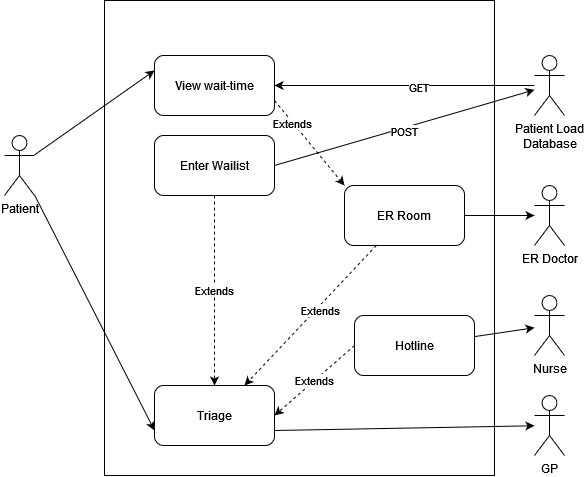 View wait-time
GET
Patient Load
Database
Extends
POST
Enter Wailist
Patient
ER Room
ER Doctor
Extends
Extends
Hotline
Nurse
Extends
Triage
GP